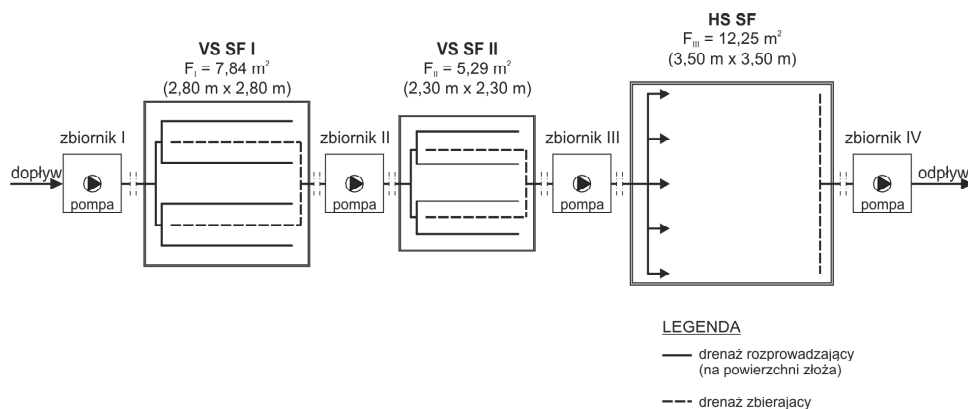 VS SF I
F_I = 7,84 m²
(2,80 m x 2,80 m)
VS SF II
F_II = 5,29 m²
(2,30 m x 2,30 m)
HS SF
F_III = 12,25 m²
(3,50 m x 3,50 m)
zbiornik I
zbiornik II
zbiornik III
zbiornik IV
dopływ
odpływ
pompa
pompa
pompa
pompa
LEGENDA
drenaż rozprowadzający
(na powierzchni złoża)
drenaż zbierajacy